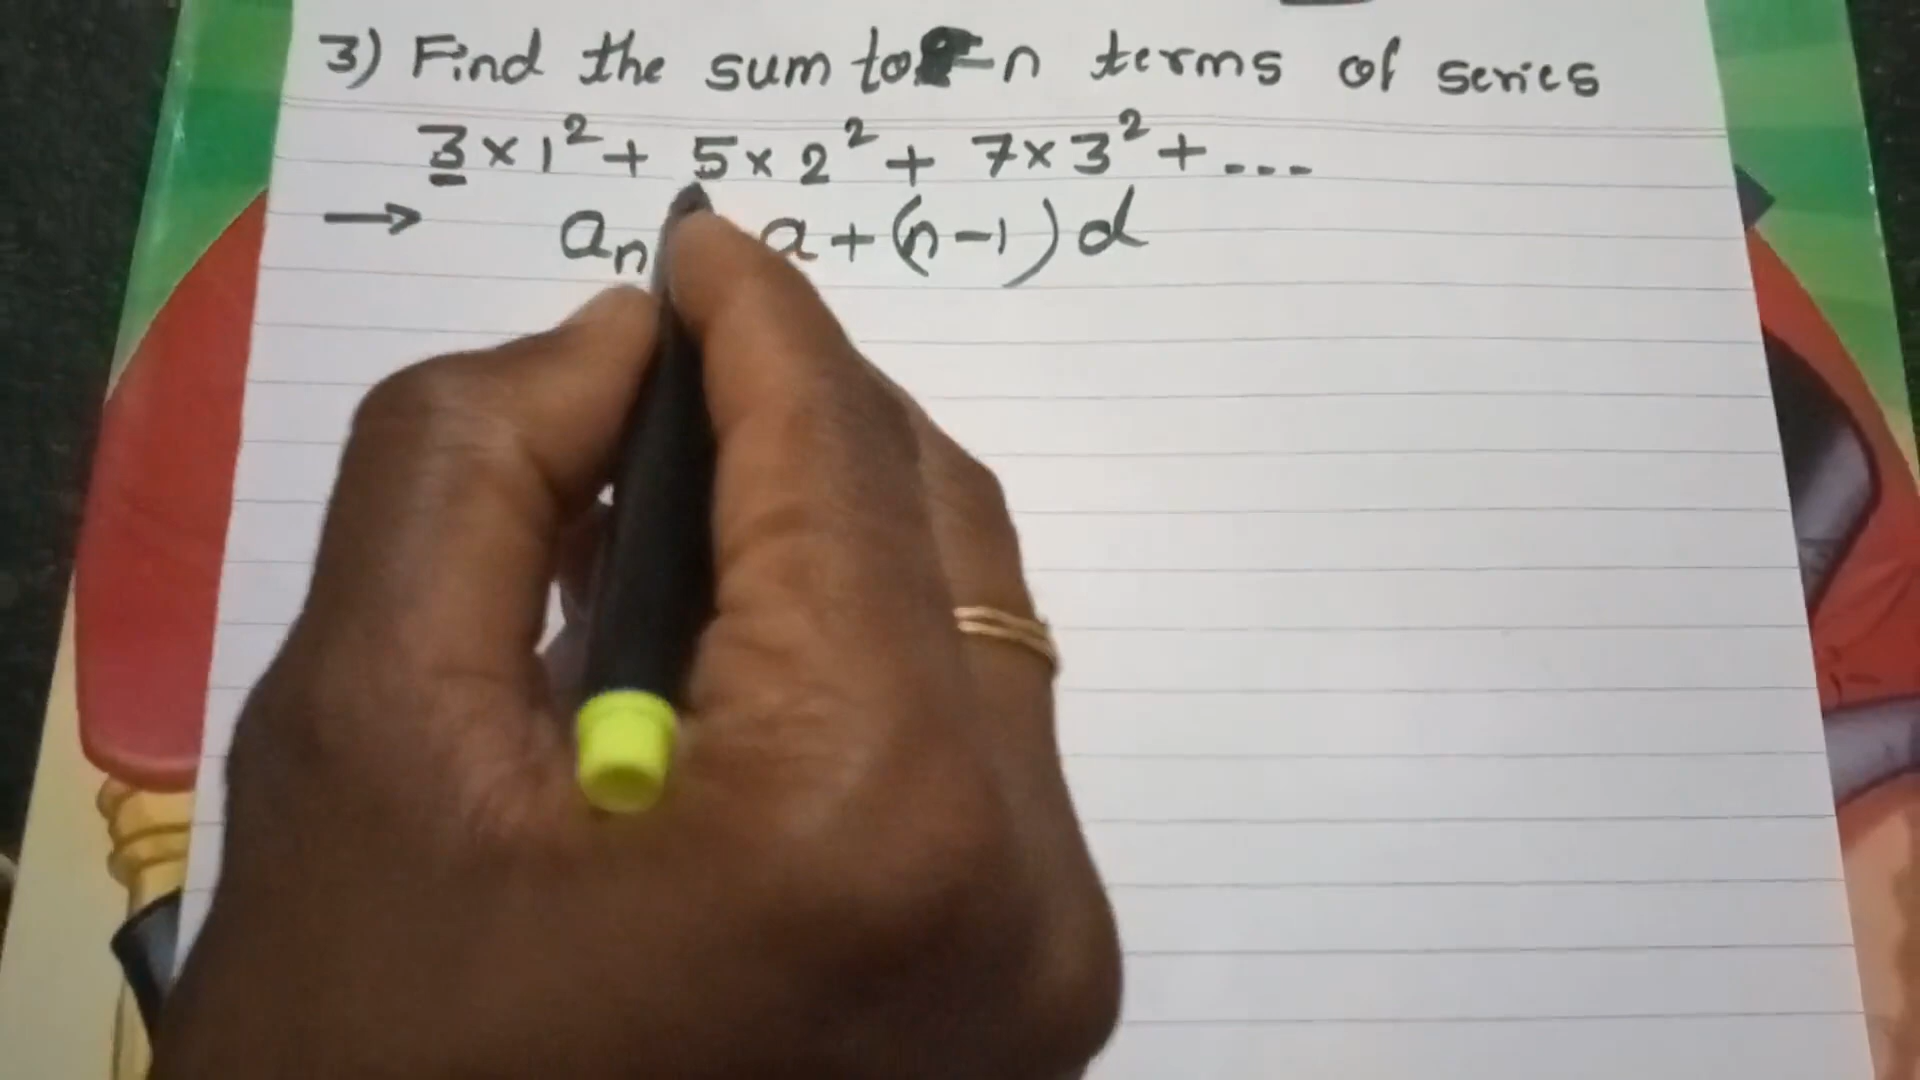 3) Find the sum to n terms of series
3 × 1² + 5 × 2² + 7 × 3² + ...
→ aₙ a + (n-1) d